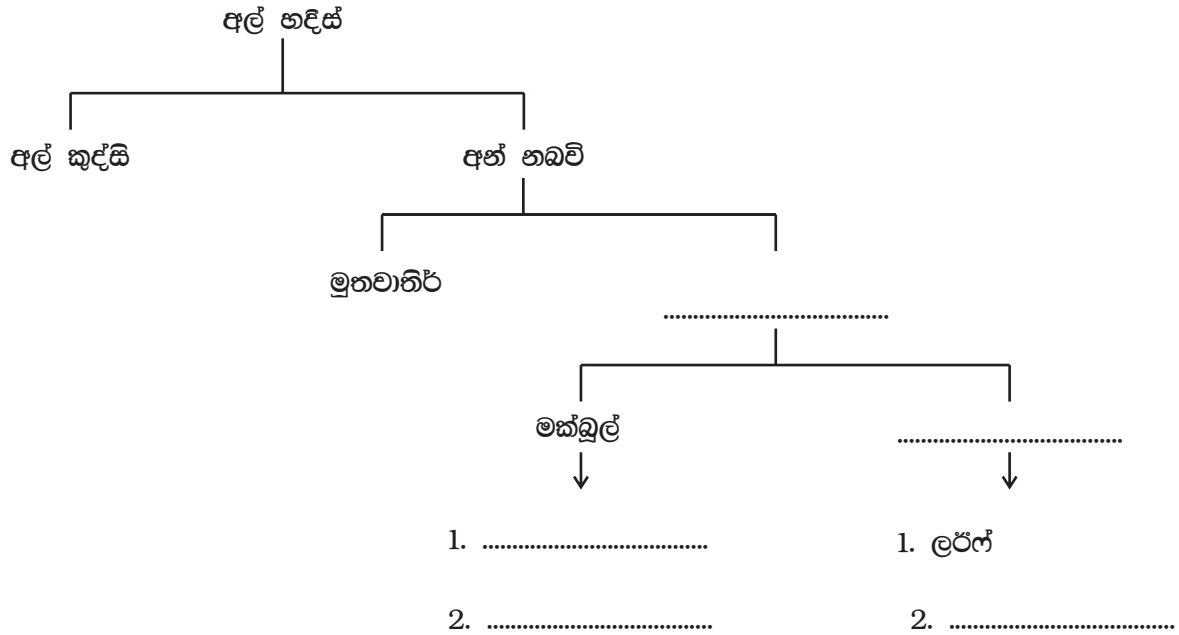 අල් හදීස්
අල් කුද්සි අන් නබවි
මුතවාතිර්
......................................
මක්බූල් ......................................
1. ...................................... 1. ලඊෆ්
2. ...................................... 2. ......................................